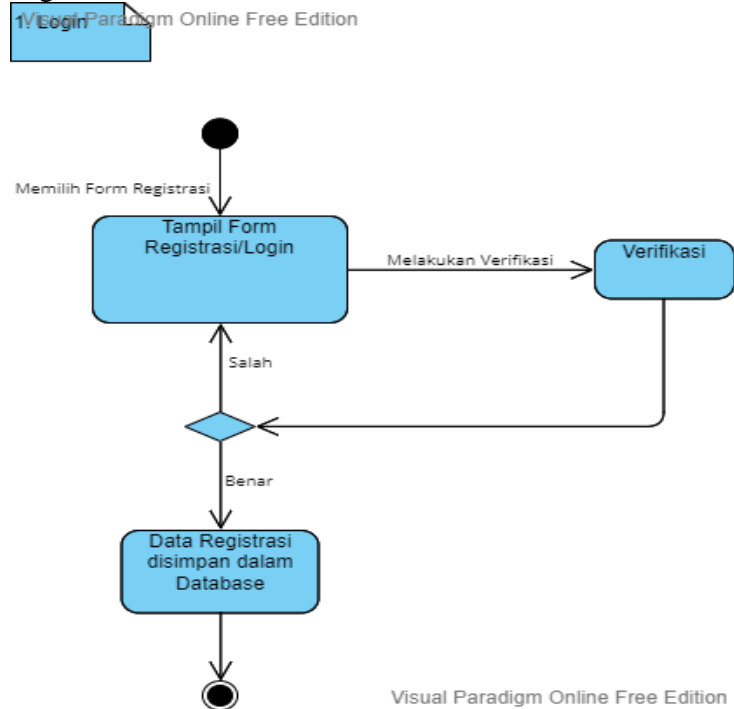 Visual Paradigm Online Free Edition
1. Login
Memilih Form Registrasi
Tampil Form
Registrasi/Login
Melakukan Verifikasi
Verifikasi
Salah
Benar
Data Registrasi
disimpan dalam
Database
Visual Paradigm Online Free Edition